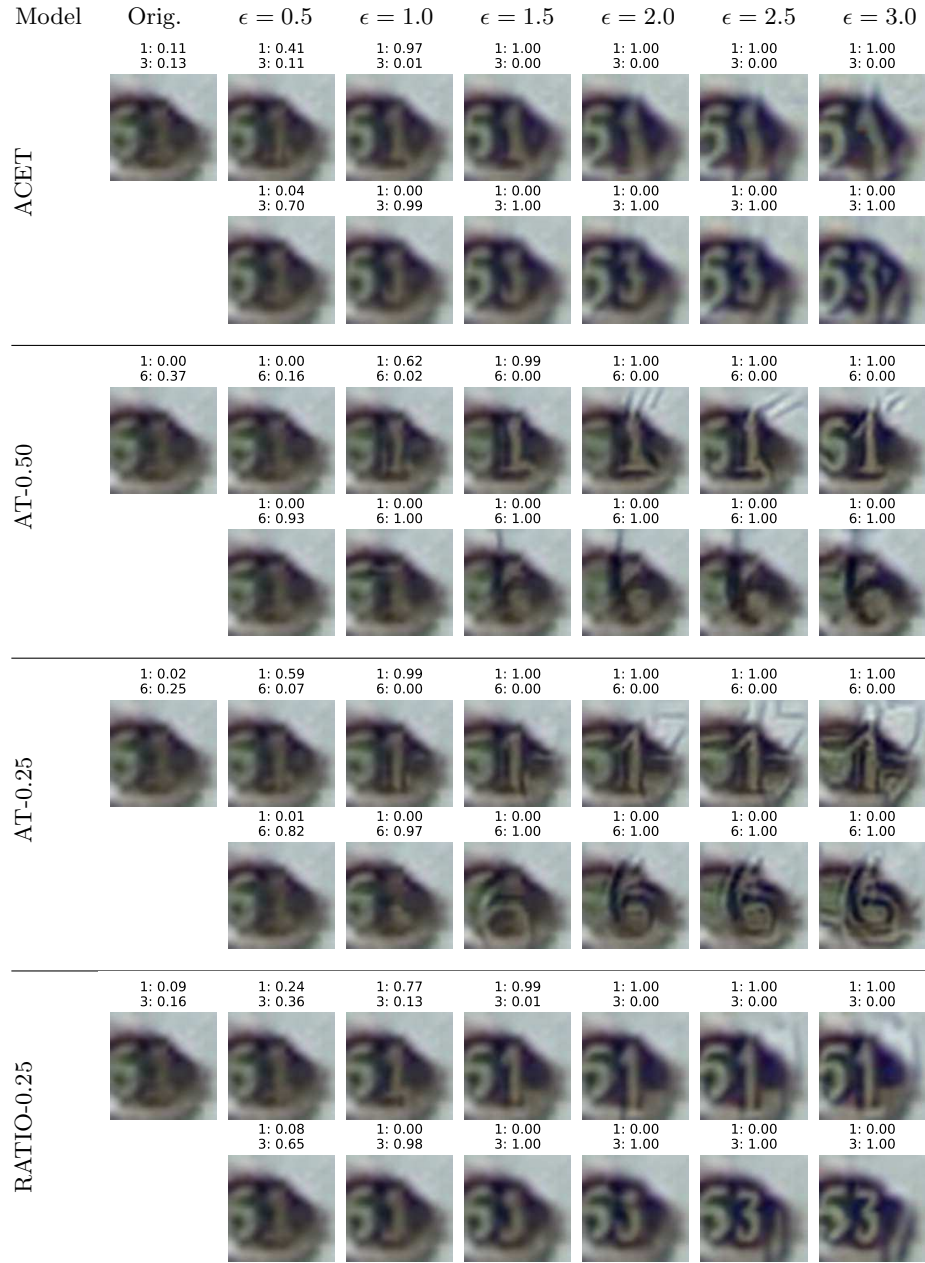 Model Orig. ϵ = 0.5 ϵ = 1.0 ϵ = 1.5 ϵ = 2.0 ϵ = 2.5 ϵ = 3.0
ACET
1: 0.11 1: 0.41 1: 0.97 1: 1.00 1: 1.00 1: 1.00 1: 1.00
3: 0.13 3: 0.11 3: 0.01 3: 0.00 3: 0.00 3: 0.00 3: 0.00
1: 0.04 1: 0.00 1: 0.00 1: 0.00 1: 0.00 1: 0.00
3: 0.70 3: 0.99 3: 1.00 3: 1.00 3: 1.00 3: 1.00
AT-0.50
1: 0.00 1: 0.00 1: 0.62 1: 0.99 1: 1.00 1: 1.00 1: 1.00
6: 0.37 6: 0.16 6: 0.02 6: 0.00 6: 0.00 6: 0.00 6: 0.00
1: 0.00 1: 0.00 1: 0.00 1: 0.00 1: 0.00 1: 0.00
6: 0.93 6: 1.00 6: 1.00 6: 1.00 6: 1.00 6: 1.00
AT-0.25
1: 0.02 1: 0.59 1: 0.99 1: 1.00 1: 1.00 1: 1.00 1: 1.00
6: 0.25 6: 0.07 6: 0.00 6: 0.00 6: 0.00 6: 0.00 6: 0.00
1: 0.01 1: 0.00 1: 0.00 1: 0.00 1: 0.00 1: 0.00
6: 0.82 6: 0.97 6: 1.00 6: 1.00 6: 1.00 6: 1.00
RATIO-0.25
1: 0.09 1: 0.24 1: 0.77 1: 0.99 1: 1.00 1: 1.00 1: 1.00
3: 0.16 3: 0.36 3: 0.13 3: 0.01 3: 0.00 3: 0.00 3: 0.00
1: 0.08 1: 0.00 1: 0.00 1: 0.00 1: 0.00 1: 0.00
3: 0.65 3: 0.98 3: 1.00 3: 1.00 3: 1.00 3: 1.00